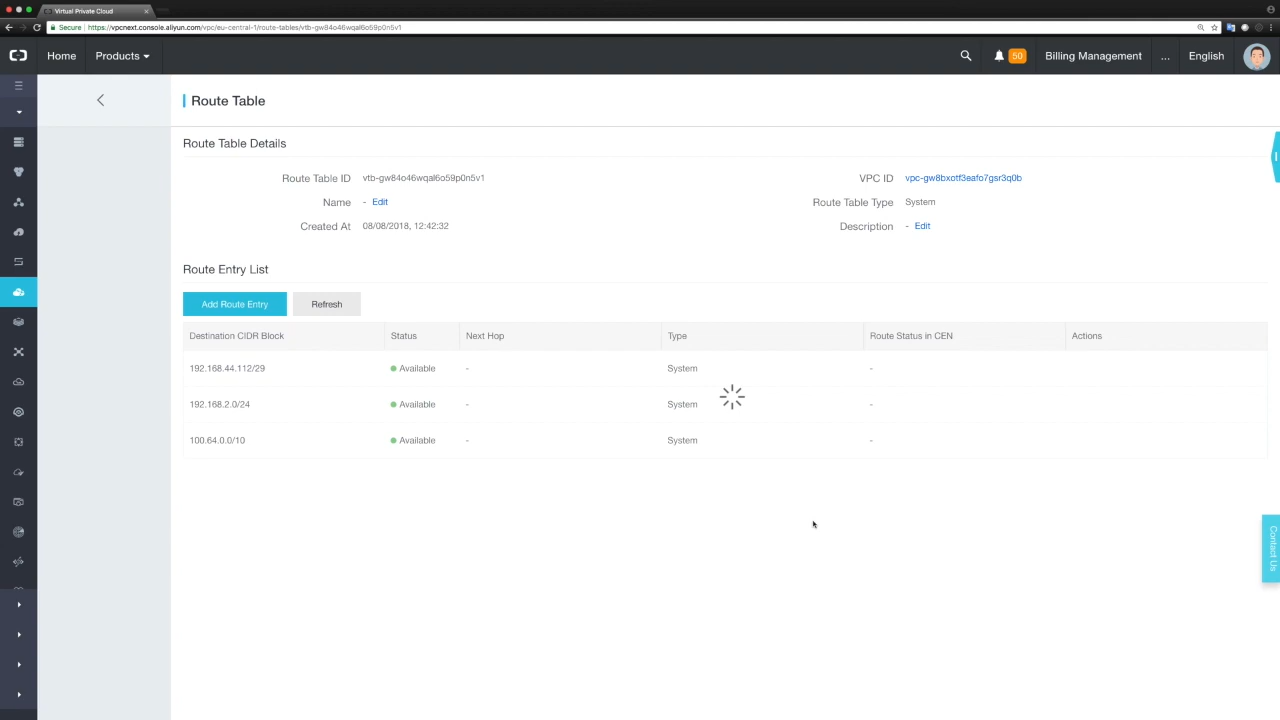 Virtual Private Cloud
Secure https://vpcnext.console.aliyun.com/vpc/eu-central-1/route-tables/vtb-gw84o46wqal6o59p0n5v1
Home Products 50 Billing Management ... English
Route Table
Route Table Details
Route Table ID vtb-gw84o46wqal6o59p0n5v1 VPC ID vpc-gw8bxotf3eafo7gsr3q0b
Name - Edit Route Table Type System
Created At 08/08/2018, 12:42:32 Description - Edit
Route Entry List
Add Route Entry Refresh
Destination CIDR Block Status Next Hop Type Route Status in CEN Actions
192.168.44.112/29 Available - System -
192.168.2.0/24 Available - System -
100.64.0.0/10 Available - System -
Contact Us